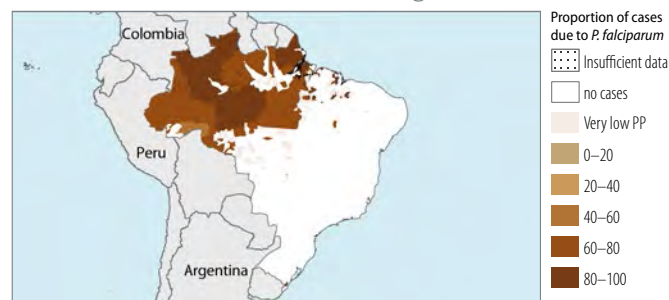 Proportion of cases
due to P. falciparum
Insufficient data
no cases
Very low PP
0–20
20–40
40–60
60–80
80–100
Colombia
Peru
Argentina